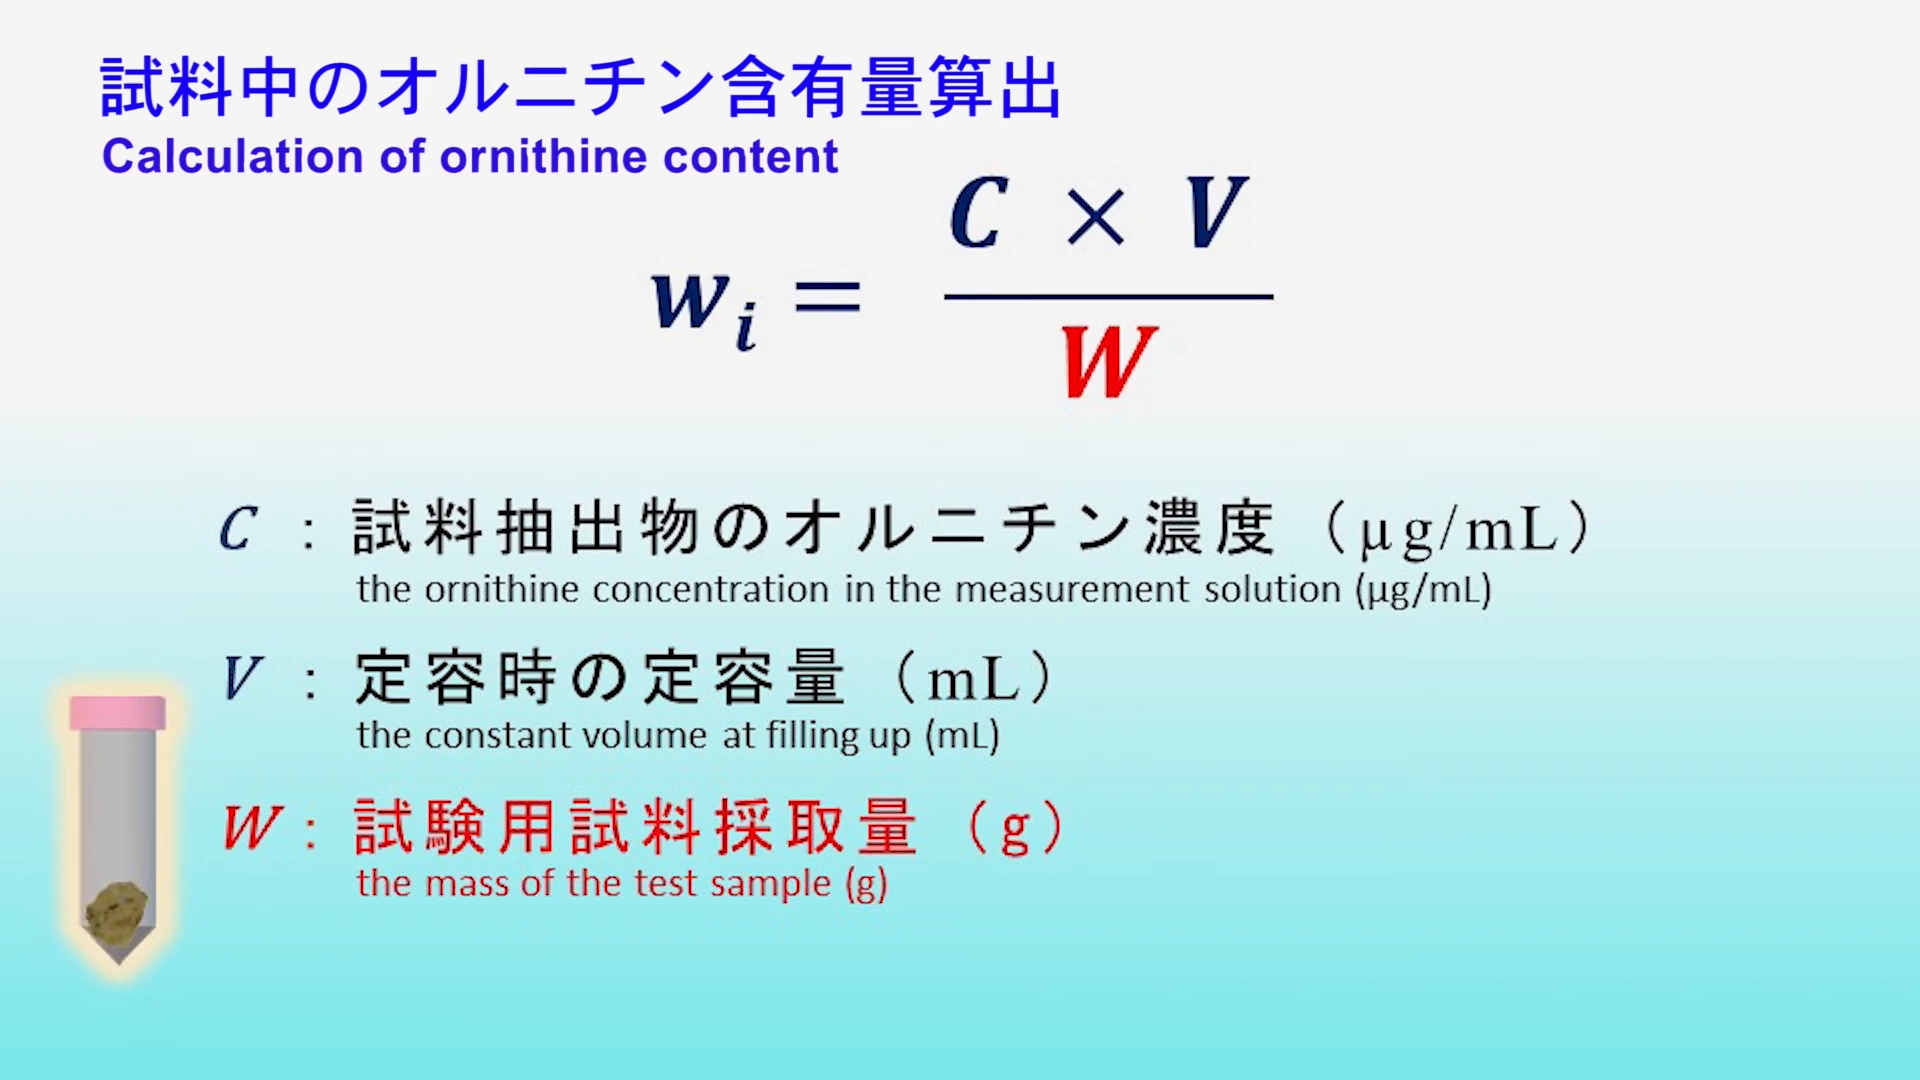 試料中のオルニチン含有量算出
Calculation of ornithine content
wᵢ = C × V / W
C : 試料抽出物のオルニチン濃度（μg/mL）
the ornithine concentration in the measurement solution (μg/mL)
V : 定容時の定容量（mL）
the constant volume at filling up (mL)
W : 試験用試料採取量（g）
the mass of the test sample (g)